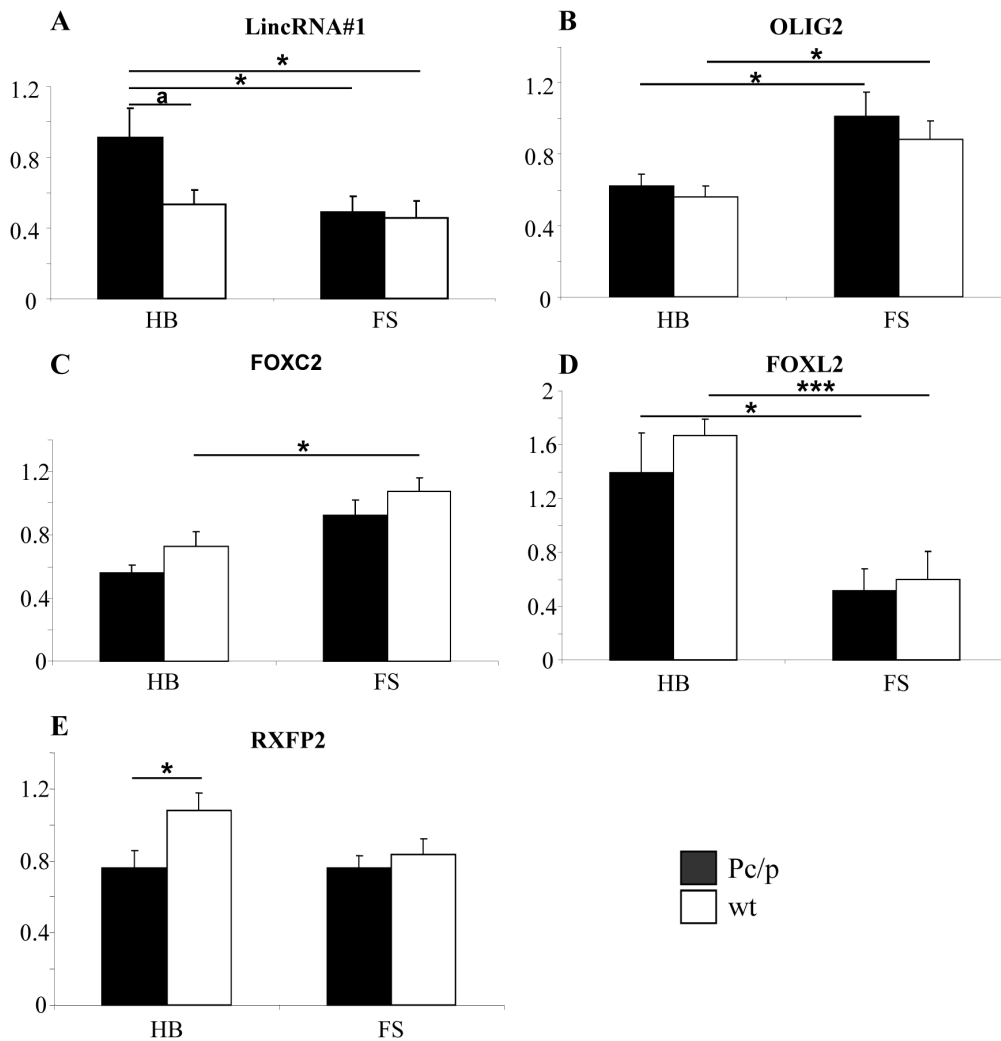 A
LincRNA#1
*
*
a
1.2
0.8
0.4
0
HB
FS
B
OLIG2
*
*
1.2
0.8
0.4
0
HB
FS
C
FOXC2
*
1.2
0.8
0.4
0
HB
FS
D
FOXL2
***
*
2
1.6
1.2
0.8
0.4
0
HB
FS
E
RXFP2
*
1.2
0.8
0.4
0
HB
FS
Pc/p
wt